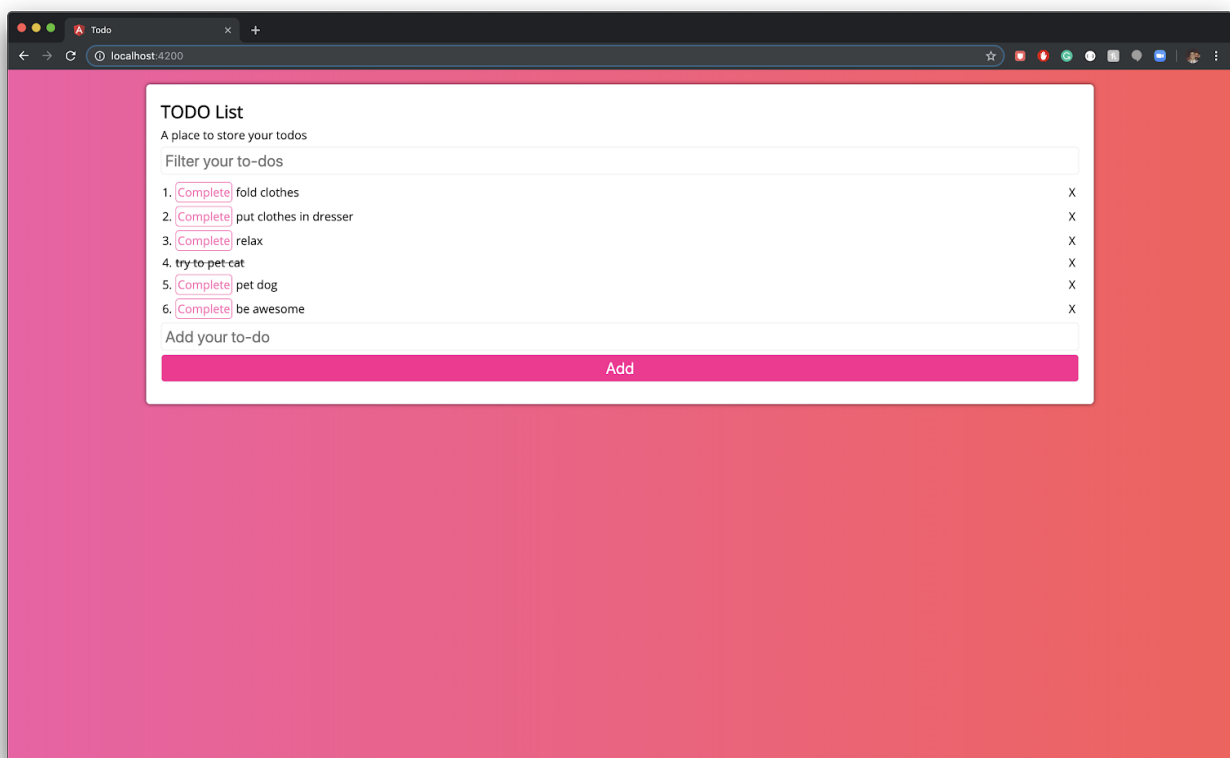 Todo
localhost:4200
TODO List
A place to store your todos
Filter your to-dos
1. Complete fold clothes X
2. Complete put clothes in dresser X
3. Complete relax X
4. try to pet cat X
5. Complete pet dog X
6. Complete be awesome X
Add your to-do
Add